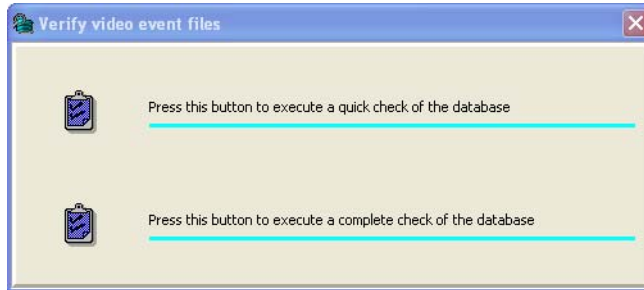 Verify video event files
Press this button to execute a quick check of the database
Press this button to execute a complete check of the database